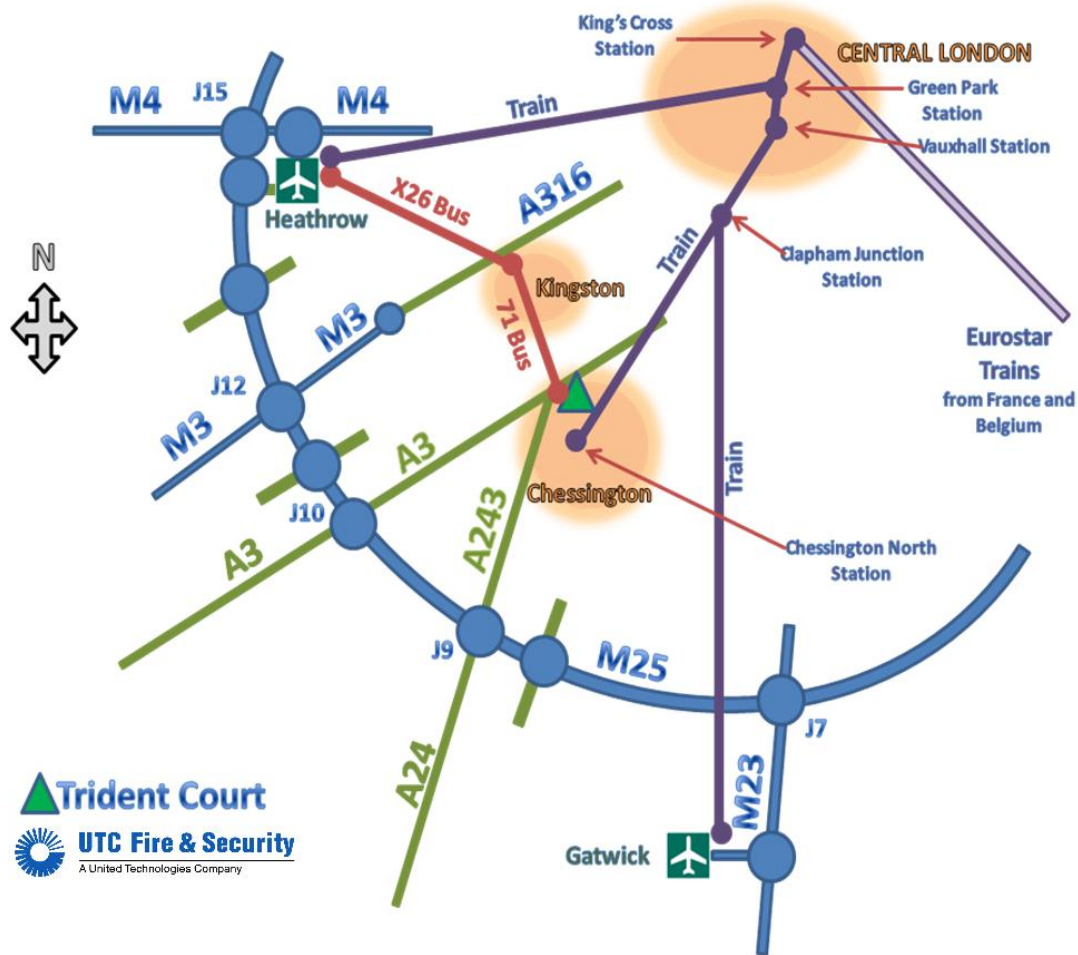 King's Cross
Station
CENTRAL LONDON
J15
M4
M4
Train
Green Park
Station
Vauxhall Station
X26 Bus
A316
Heathrow
N
Train
Clapham Junction
Station
Kingston
M3
71 Bus
Eurostar
Trains
from France and
Belgium
J12
M3
A3
Train
Chessington
J10
A243
A3
Chessington North
Station
J9
M25
J7
A24
M23
Trident Court
UTC Fire & Security
A United Technologies Company
Gatwick